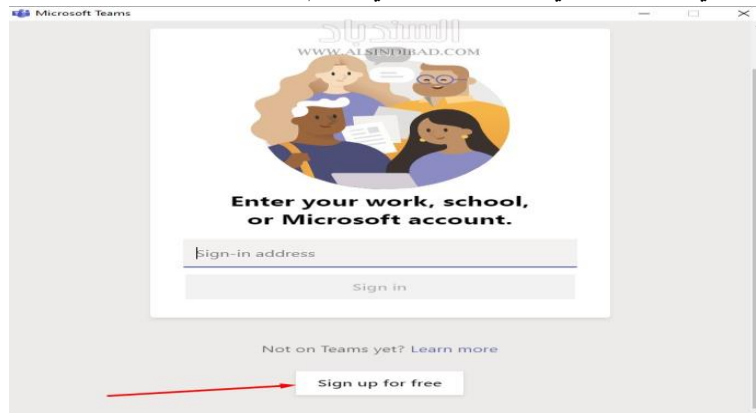 Microsoft Teams
السندباد
WWW.ALSINDIBAD.COM
Enter your work, school,
or Microsoft account.
Sign-in address
Sign in
Not on Teams yet? Learn more
Sign up for free